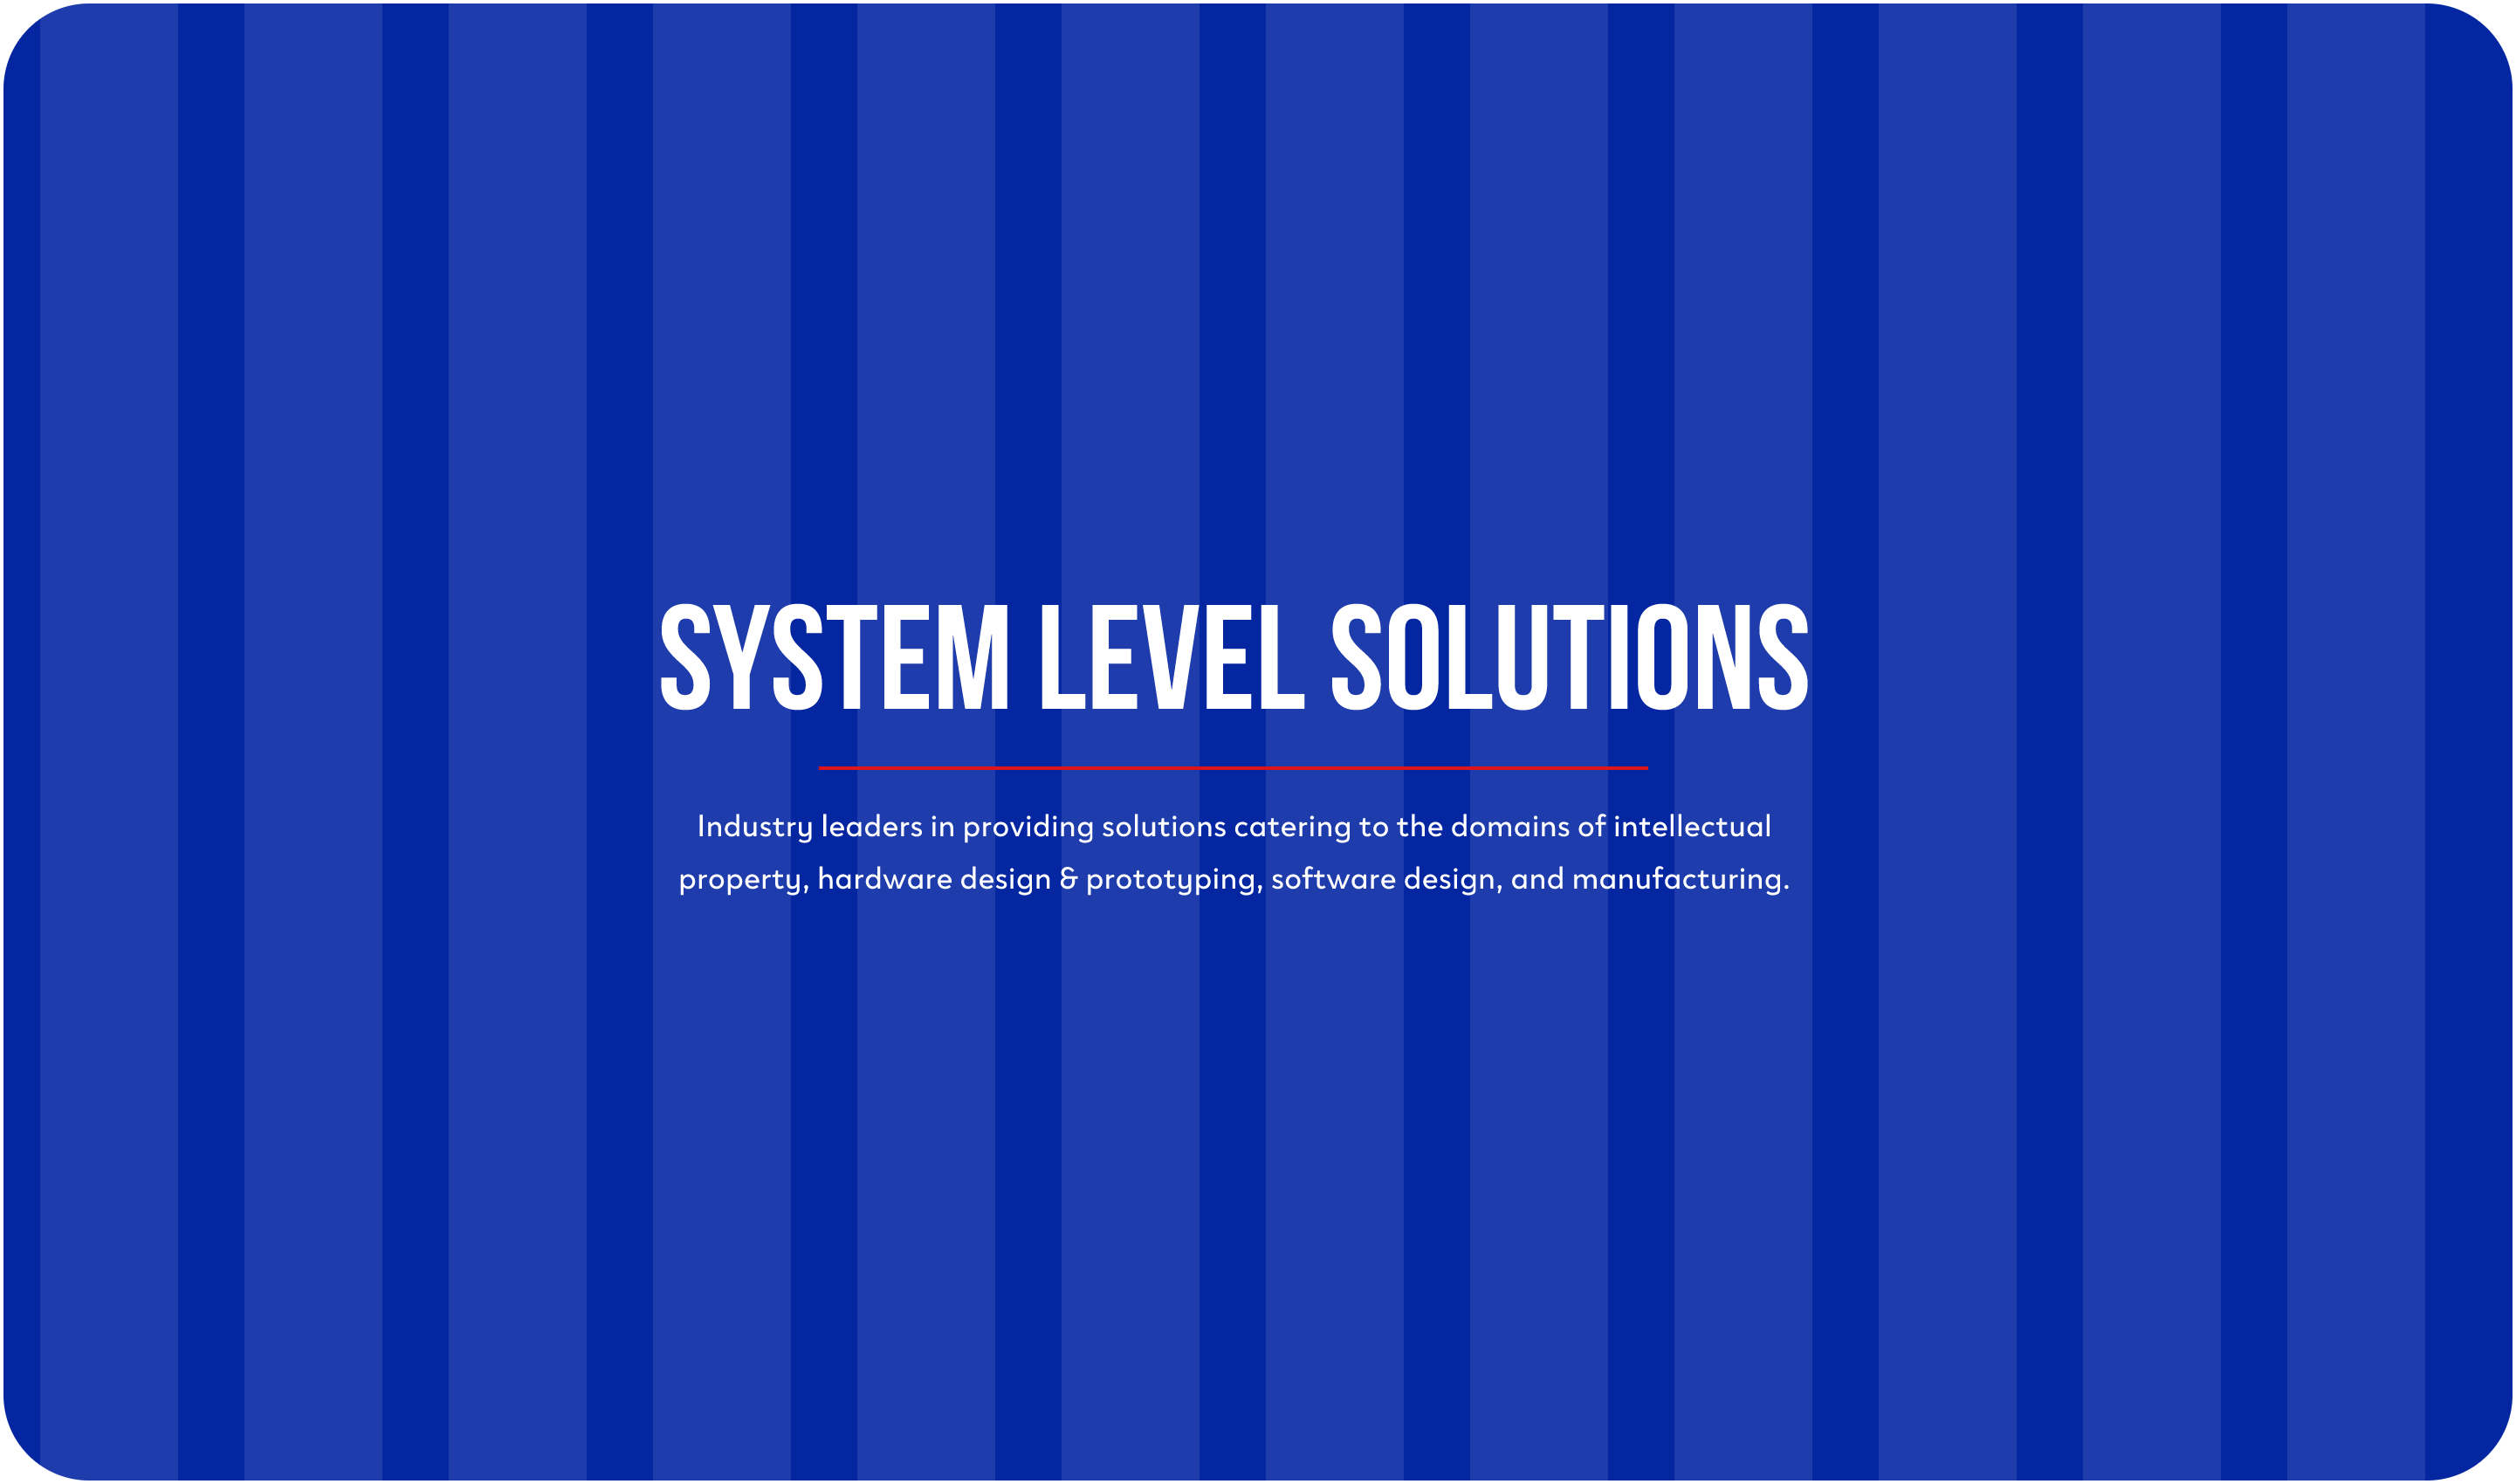 SYSTEM LEVEL SOLUTIONS
Industry leaders in providing solutions catering to the domains of intellectual
property, hardware design & prototyping, software design, and manufacturing.